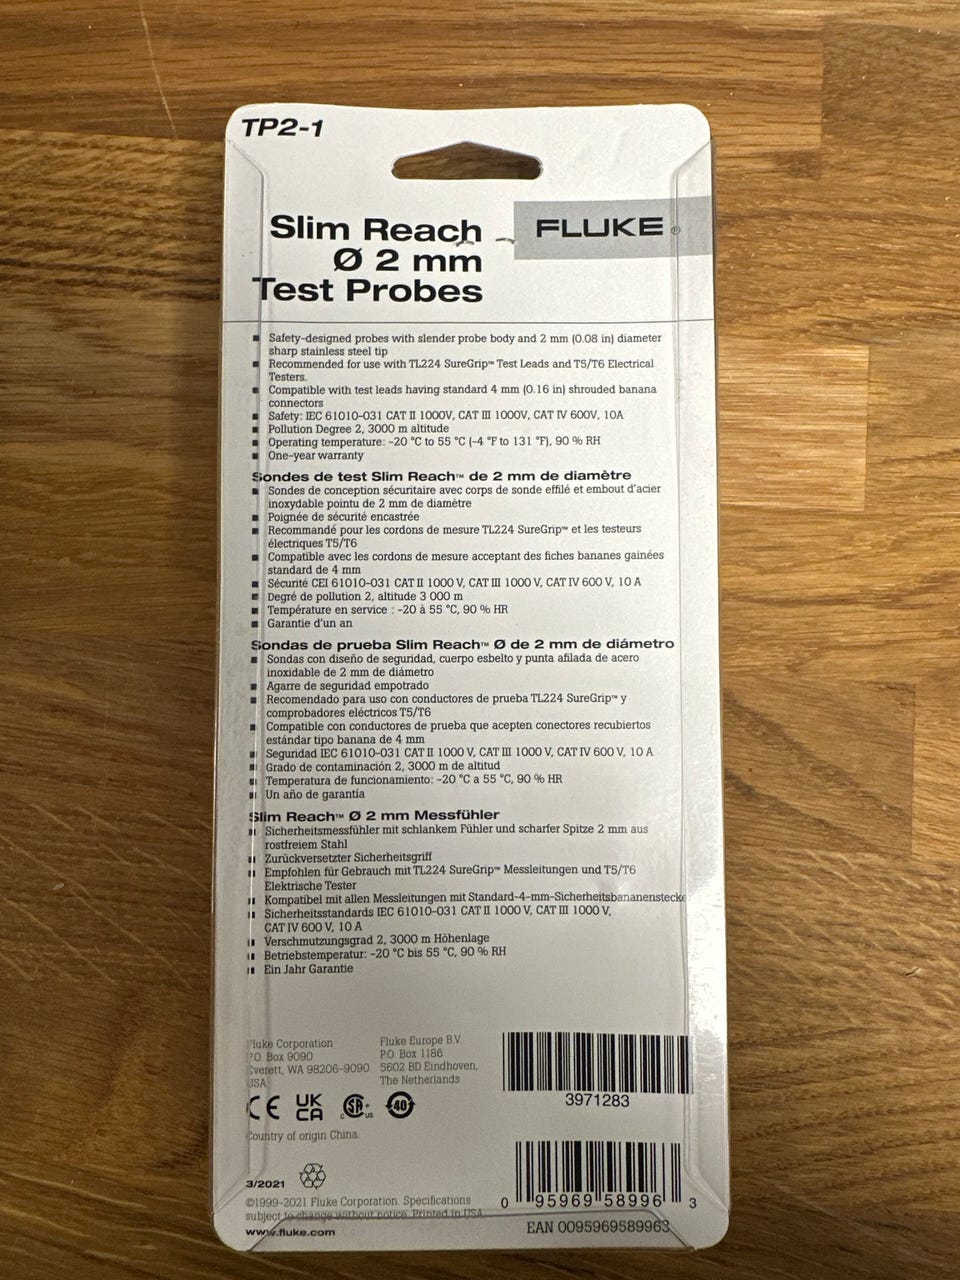 TP2-1
FLUKE®
Slim Reach
Ø 2 mm
Test Probes
Safety-designed probes with slender probe body and 2 mm (0.08 in) diameter
sharp stainless steel tip
Recommended for use with TL224 SureGrip™ Test Leads and T5/T6 Electrical
Testers.
Compatible with test leads having standard 4 mm (0.16 in) shrouded banana
connectors
Safety: IEC 61010-031 CAT II 1000V, CAT III 1000V, CAT IV 600V, 10A
Pollution Degree 2, 3000 m altitude
Operating temperature: -20 °C to 55 °C (-4 °F to 131 °F), 90 % RH
One-year warranty
Sondes de test Slim Reach™ de 2 mm de diamètre
Sondes de conception sécuritaire avec corps de sonde effilé et embout d'acier
inoxydable pointu de 2 mm de diamètre
Poignée de sécurité encastrée
Recommandé pour les cordons de mesure TL224 SureGrip™ et les testeurs
électriques T5/T6
Compatible avec les cordons de mesure acceptant des fiches bananes gainées
standard de 4 mm
Sécurité CEI 61010-031 CAT II 1000 V, CAT III 1000 V, CAT IV 600 V, 10 A
Degré de pollution 2, altitude 3 000 m
Température en service : -20 à 55 °C, 90 % HR
Garantie d'un an
Sondas de prueba Slim Reach™ Ø de 2 mm de diámetro
Sondas con diseño de seguridad, cuerpo esbelto y punta afilada de acero
inoxidable de 2 mm de diámetro
Agarre de seguridad empotrado
Recomendado para uso con conductores de prueba TL224 SureGrip™ y
comprobadores eléctricos T5/T6
Compatible con conductores de prueba que acepten conectores recubiertos
estándar tipo banana de 4 mm
Seguridad IEC 61010-031 CAT II 1000 V, CAT III 1000 V, CAT IV 600 V, 10 A
Grado de contaminación 2, 3000 m de altitud
Temperatura de funcionamiento: -20 °C a 55 °C, 90 % HR
Un año de garantía
Slim Reach™ Ø 2 mm Messfühler
Sicherheitsmessfühler mit schlankem Fühler und scharfer Spitze 2 mm aus
rostfreiem Stahl
Zurückversetzter Sicherheitsgriff
Empfohlen für Gebrauch mit TL224 SureGrip™ Messleitungen und T5/T6
Elektrische Tester
Kompatibel mit allen Messleitungen mit Standard-4-mm-Sicherheitsbananenstecke
Sicherheitsstandards IEC 61010-031 CAT II 1000 V, CAT III 1000 V,
CAT IV 600 V, 10 A
Verschmutzungsgrad 2, 3000 m Höhenlage
Betriebstemperatur: -20 °C bis 55 °C, 90 % RH
Ein Jahr Garantie
Fluke Corporation
P.O. Box 9090
Everett, WA 98206-9090
USA
Fluke Europe B.V.
P.O. Box 1186
5602 BD Eindhoven,
The Netherlands
3971283
CE UK CA C SA® US 40
Country of origin China.
3/2021
©1999-2021 Fluke Corporation. Specifications
subject to change without notice. Printed in USA.
www.fluke.com
0 95969 58996 3
EAN 0095969589963